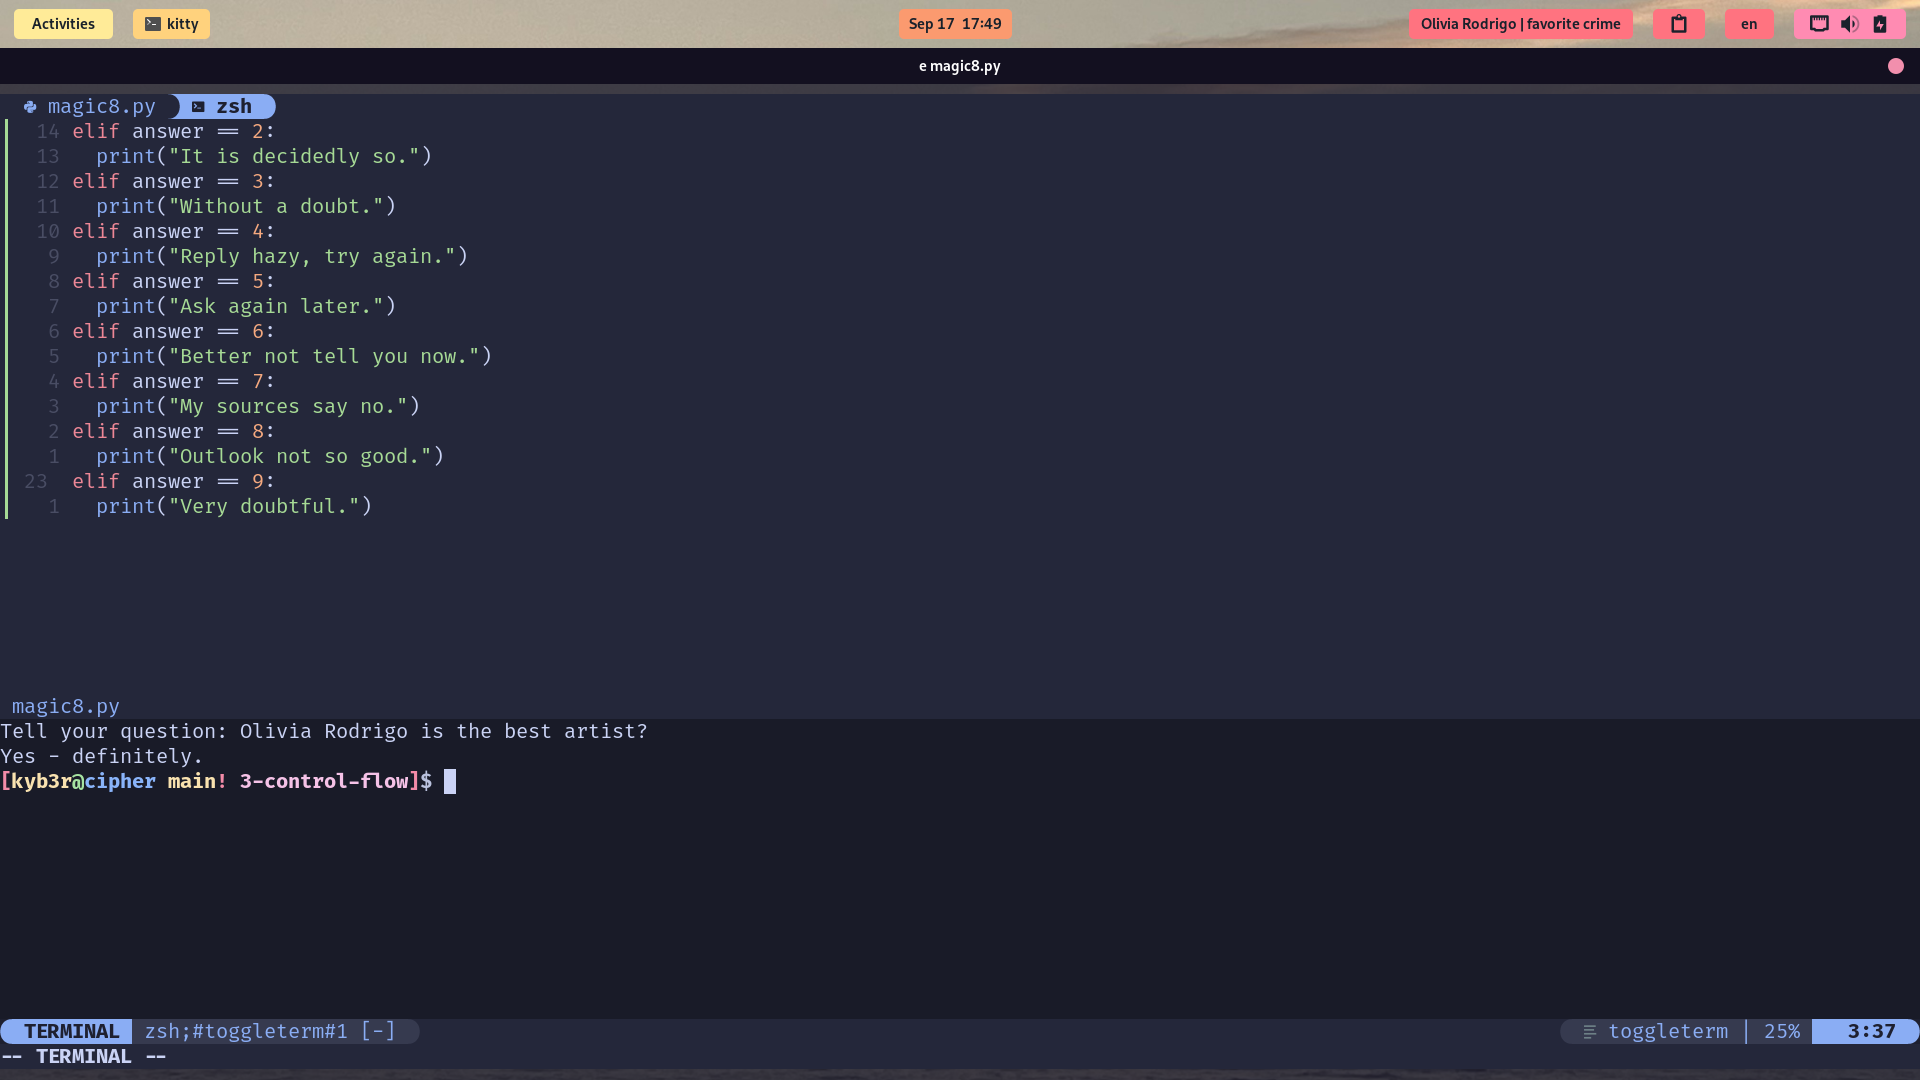 Activities
kitty
Sep 17 17:49
Olivia Rodrigo | favorite crime
en
e magic8.py
magic8.py
zsh
14 elif answer == 2:
13 print("It is decidedly so.")
12 elif answer == 3:
11 print("Without a doubt.")
10 elif answer == 4:
9 print("Reply hazy, try again.")
8 elif answer == 5:
7 print("Ask again later.")
6 elif answer == 6:
5 print("Better not tell you now.")
4 elif answer == 7:
3 print("My sources say no.")
2 elif answer == 8:
1 print("Outlook not so good.")
23 elif answer == 9:
1 print("Very doubtful.")
magic8.py
Tell your question: Olivia Rodrigo is the best artist?
Yes - definitely.
[kyb3r@cipher main! 3-control-flow]$
TERMINAL zsh;#toggleterm#1 [-]
toggleterm | 25% 3:37
-- TERMINAL --